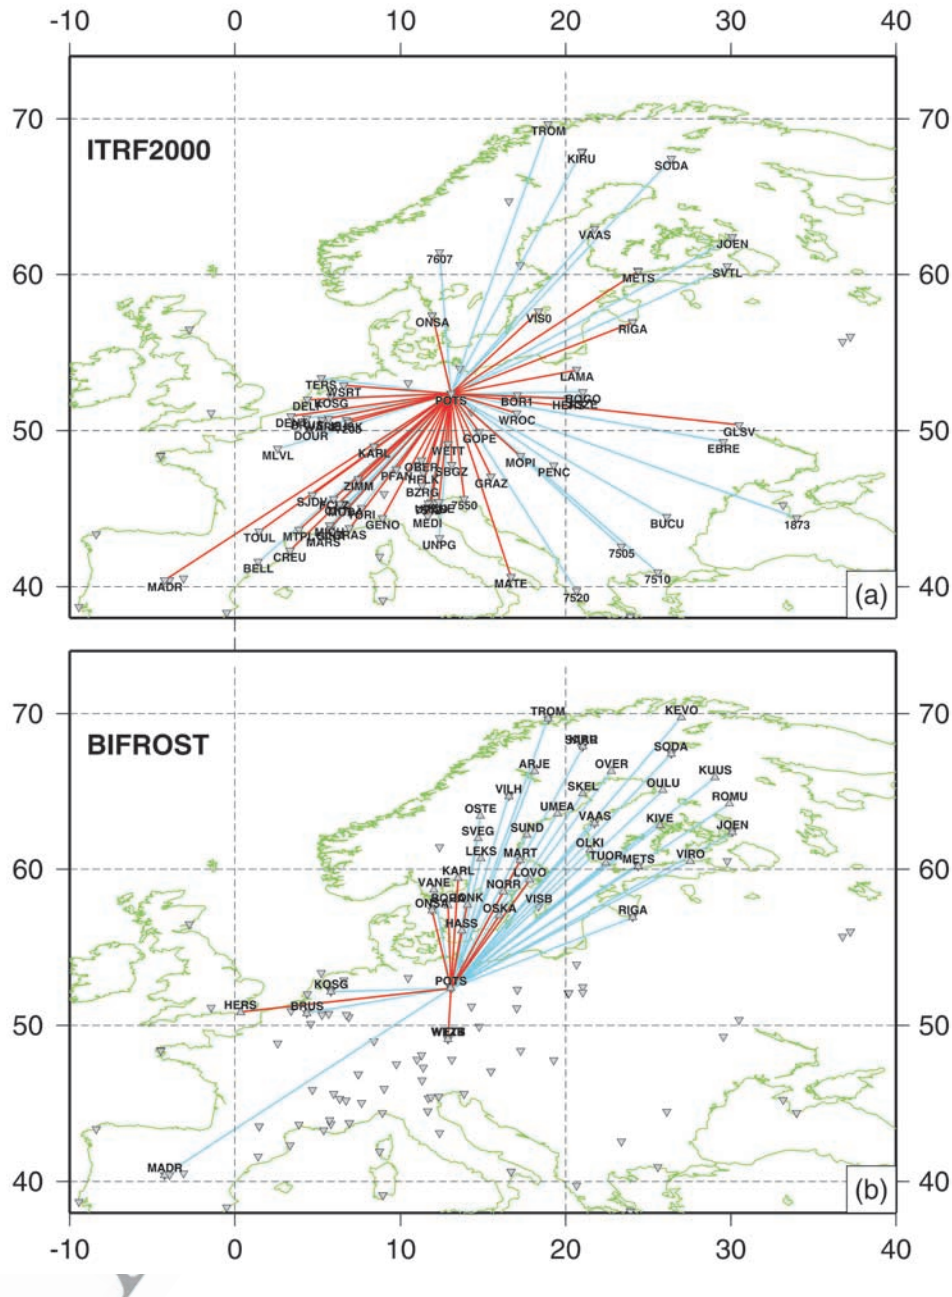 -10 0 10 20 30 40
70 70
ITRF2000
TROM
KIRU
SODA
VAAS
JOEN
7607
METS
SVTL
60 60
ONSA
VIS0
RIGA
TERS
WSRT
LAMA
DELF
KOSG
POTS
BOR1
BOGO
DOUR
WROC
50 50
GLSV
EBRE
MLVL
KARL
WETT
GOPE
OBER
MOPI
PENC
PFAN
SBGZ
HFLK
GRAZ
ZIMM
BZRG
SJDV
7550
TORI
MEDI
GENO
BUCU
1873
TOUL
MTPL
GRAS
MARS
UNPG
7505
BELL
CREU
MADR
MATE
7520
7510
40 40
(a)
BIFROST
70 70
TROM
KEVO
SODA
ARJE
OVER
KUUS
VILH
SKEL
OULU
ROMU
OSTE
UMEA
VAAS
KIVE
JOEN
SVEG
SUND
OLKI
LEKS
MART
TUOR
METS
VIRO
60 60
KARL
LOVO
VANE
NORR
VISB
ONSA
OSKA
RIGA
HASS
POTS
KOSG
HERS
BRUS
50 50
MADR
40 40
(b)
-10 0 10 20 30 40